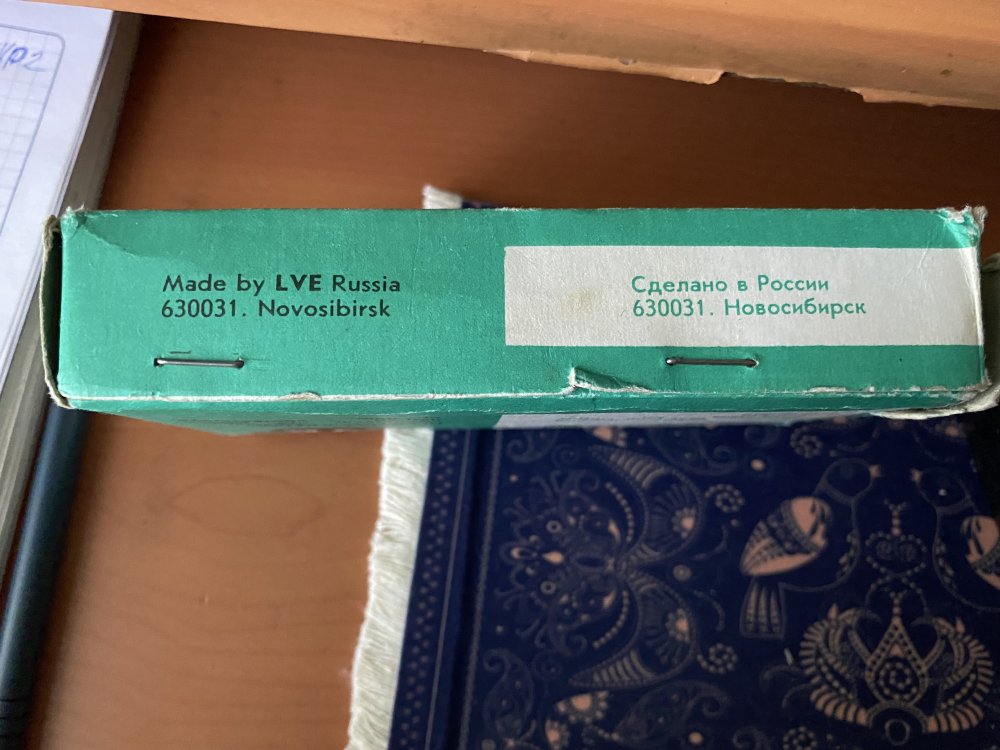 Made by LVE Russia
630031. Novosibirsk
Сделано в России
630031. Новосибирск